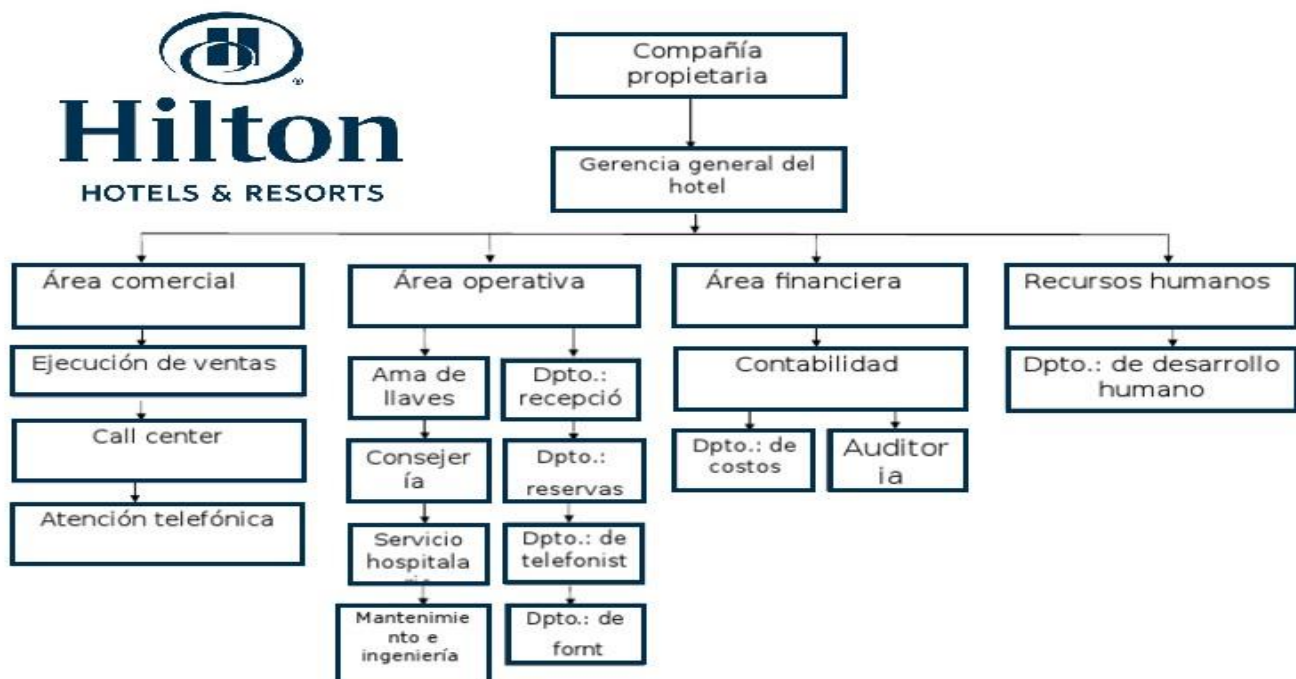 Hilton
HOTELS & RESORTS
Compañía
propietaria
Gerencia general del
hotel
Área comercial
Área operativa
Área financiera
Recursos humanos
Ejecución de ventas
Call center
Atención telefónica
Ama de
llaves
Consejer
ía
Servicio
hospitala
Mantenimie
nto e
ingeniería
Dpto.:
recepció
Dpto.:
reservas
Dpto.: de
telefonist
Dpto.: de
fornt
Contabilidad
Dpto.: de
costos
Auditor
ia
Dpto.: de desarrollo
humano